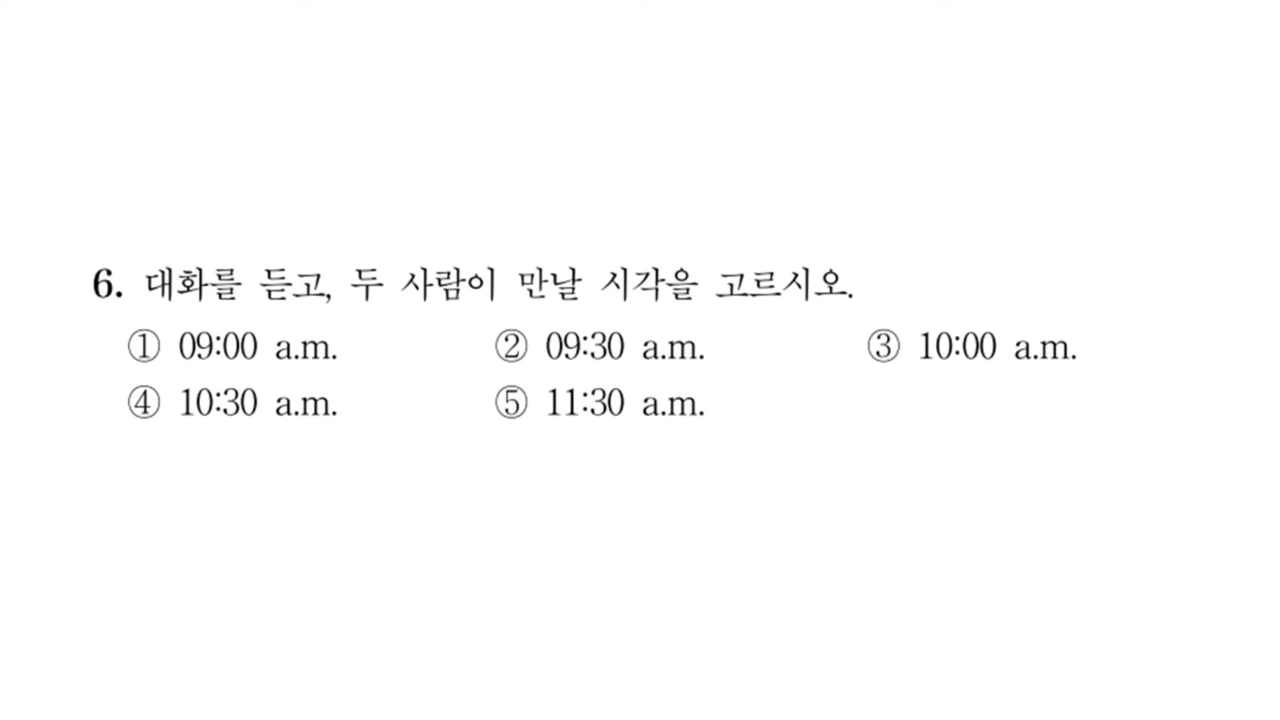 6. 대화를 듣고, 두 사람이 만날 시각을 고르시오.
① 09:00 a.m. ② 09:30 a.m. ③ 10:00 a.m.
④ 10:30 a.m. ⑤ 11:30 a.m.